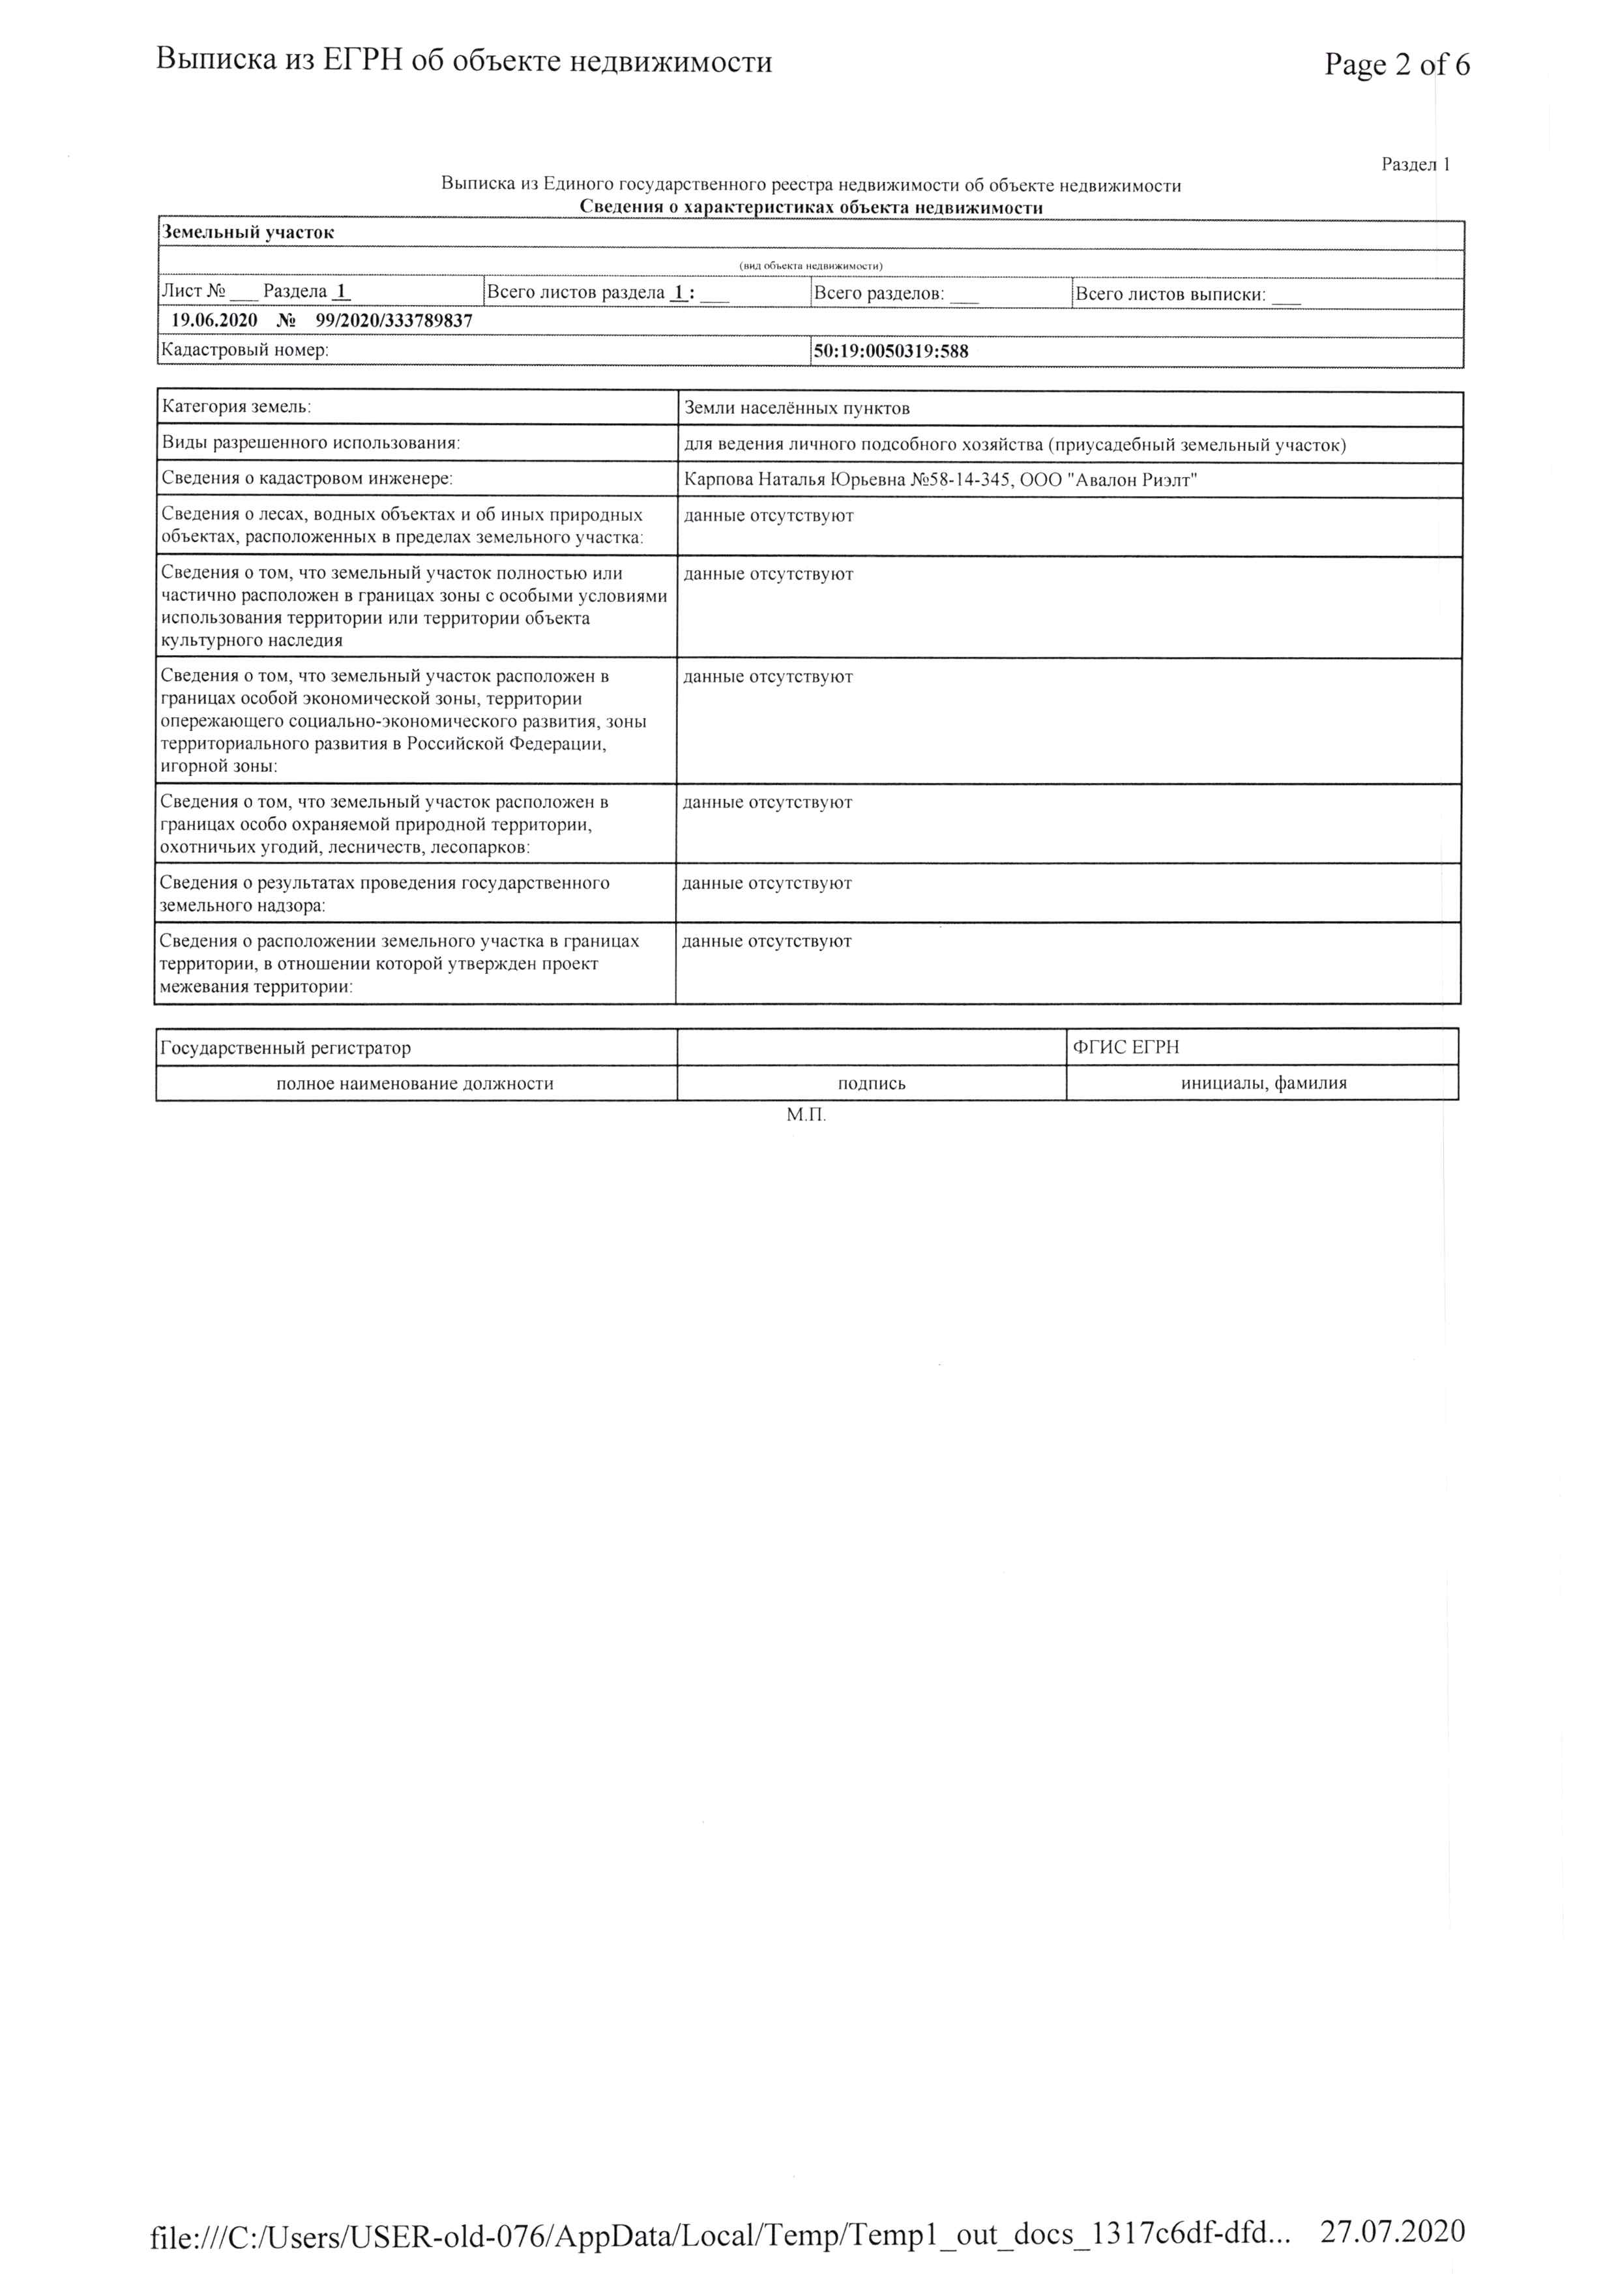 Выписка из ЕГРН об объекте недвижимости Page 2 of 6
Раздел 1
Выписка из Единого государственного реестра недвижимости об объекте недвижимости
Сведения о характеристиках объекта недвижимости
Земельный участок
(вид объекта недвижимости)
Лист № ___ Раздела 1 Всего листов раздела 1 : ___ Всего разделов: ___ Всего листов выписки: ___
19.06.2020 № 99/2020/333789837
Кадастровый номер: 50:19:0050319:588
Категория земель: Земли населённых пунктов
Виды разрешенного использования: для ведения личного подсобного хозяйства (приусадебный земельный участок)
Сведения о кадастровом инженере: Карпова Наталья Юрьевна №58-14-345, ООО "Авалон Риэлт"
Сведения о лесах, водных объектах и об иных природных данные отсутствуют
объектах, расположенных в пределах земельного участка:
Сведения о том, что земельный участок полностью или данные отсутствуют
частично расположен в границах зоны с особыми условиями
использования территории или территории объекта
культурного наследия
Сведения о том, что земельный участок расположен в данные отсутствуют
границах особой экономической зоны, территории
опережающего социально-экономического развития, зоны
территориального развития в Российской Федерации,
игорной зоны:
Сведения о том, что земельный участок расположен в данные отсутствуют
границах особо охраняемой природной территории,
охотничьих угодий, лесничеств, лесопарков:
Сведения о результатах проведения государственного данные отсутствуют
земельного надзора:
Сведения о расположении земельного участка в границах данные отсутствуют
территории, в отношении которой утвержден проект
межевания территории:
Государственный регистратор ФГИС ЕГРН
полное наименование должности подпись инициалы, фамилия
М.П.
file:///C:/Users/USER-old-076/AppData/Local/Temp/Temp1_out_docs_1317c6df-dfd... 27.07.2020